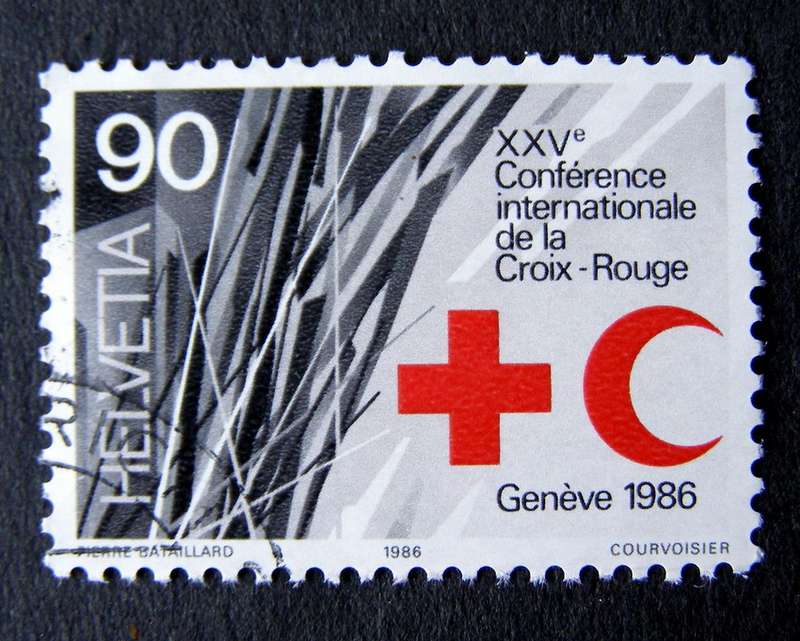 90
HELVETIA
XXVe
Conférence
internationale
de la
Croix-Rouge
Genève 1986
PIERRE BATAILLARD
1986
COURVOISIER